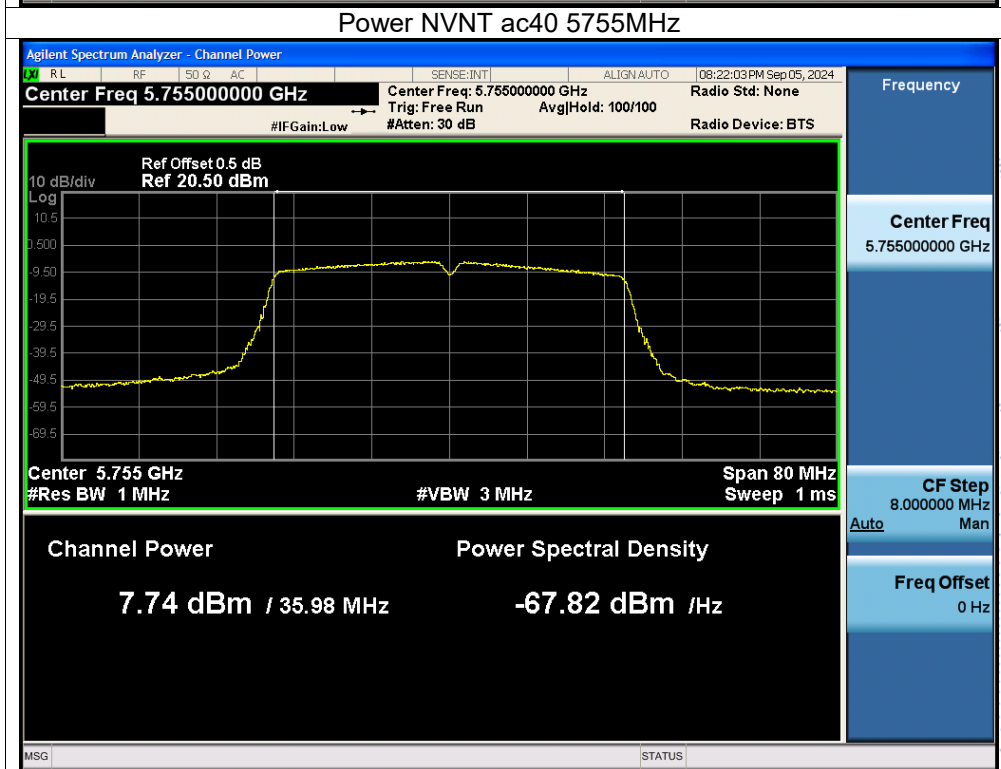 Power NVNT ac40 5755MHz
Agilent Spectrum Analyzer - Channel Power
LXI RL RF 50 Ω AC SENSE:INT ALIGN AUTO 08:22:03 PM Sep 05, 2024
Center Freq 5.755000000 GHz
Center Freq: 5.755000000 GHz
Radio Std: None
Trig: Free Run Avg|Hold: 100/100
#IFGain:Low #Atten: 30 dB Radio Device: BTS
Ref Offset 0.5 dB
10 dB/div Ref 20.50 dBm
Log
10.5
0.500
-9.50
-19.5
-29.5
-39.5
-49.5
-59.5
-69.5
Center 5.755 GHz Span 80 MHz
#Res BW 1 MHz #VBW 3 MHz Sweep 1 ms
Channel Power Power Spectral Density
7.74 dBm / 35.98 MHz -67.82 dBm /Hz
Frequency
Center Freq
5.755000000 GHz
CF Step
8.000000 MHz
Auto Man
Freq Offset
0 Hz
MSG STATUS